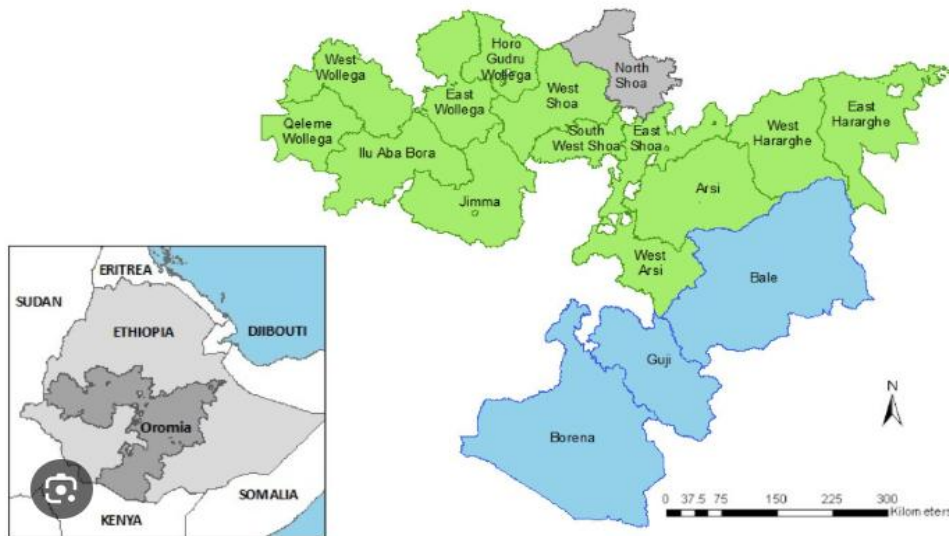 West
Wollega
Horo
Gudru
Wollega
North
Shoa
East
Wollega
West
Shoa
Qeleme
Wollega
Ilu Aba Bora
South
West Shoa
East
Shoa
West
Hararghe
East
Hararghe
Jimma
Arsi
West
Arsi
Bale
Guji
Borena
N
0 37.5 75 150 225 300
Kilometers
ERITREA
SUDAN
ETHIOPIA
DJIBOUTI
Oromia
SOMALIA
KENYA